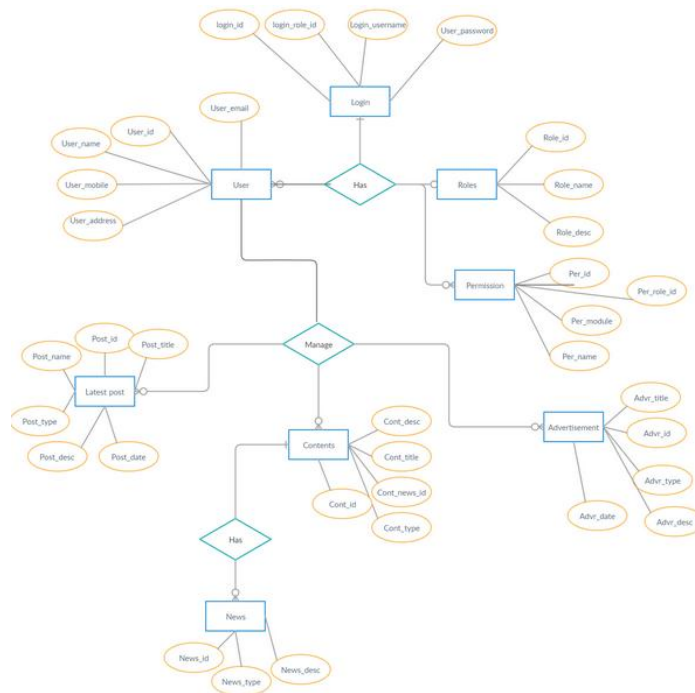 login_id
login_role_id
Login_username
User_password
Login
User_email
User_id
User_name
User_mobile
User_address
User
Has
Roles
Role_id
Role_name
Role_desc
Permission
Per_id
Per_role_id
Per_module
Per_name
Manage
Post_id
Post_name
Post_title
Latest post
Post_type
Post_desc
Post_date
Contents
Cont_desc
Cont_title
Cont_news_id
Cont_id
Cont_type
Advertisement
Advr_title
Advr_id
Advr_type
Advr_date
Advr_desc
Has
News
News_id
News_desc
News_type